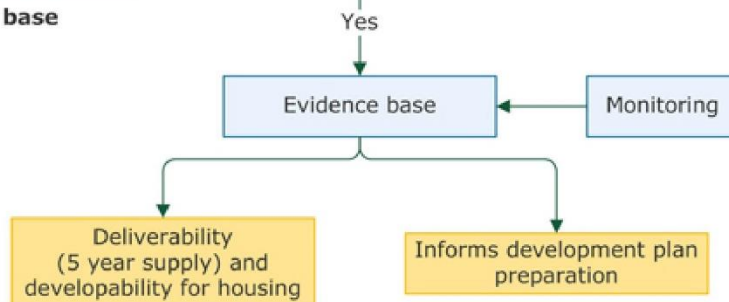 base
Yes
Evidence base
Monitoring
Deliverability
(5 year supply) and
developability for housing
Informs development plan
preparation